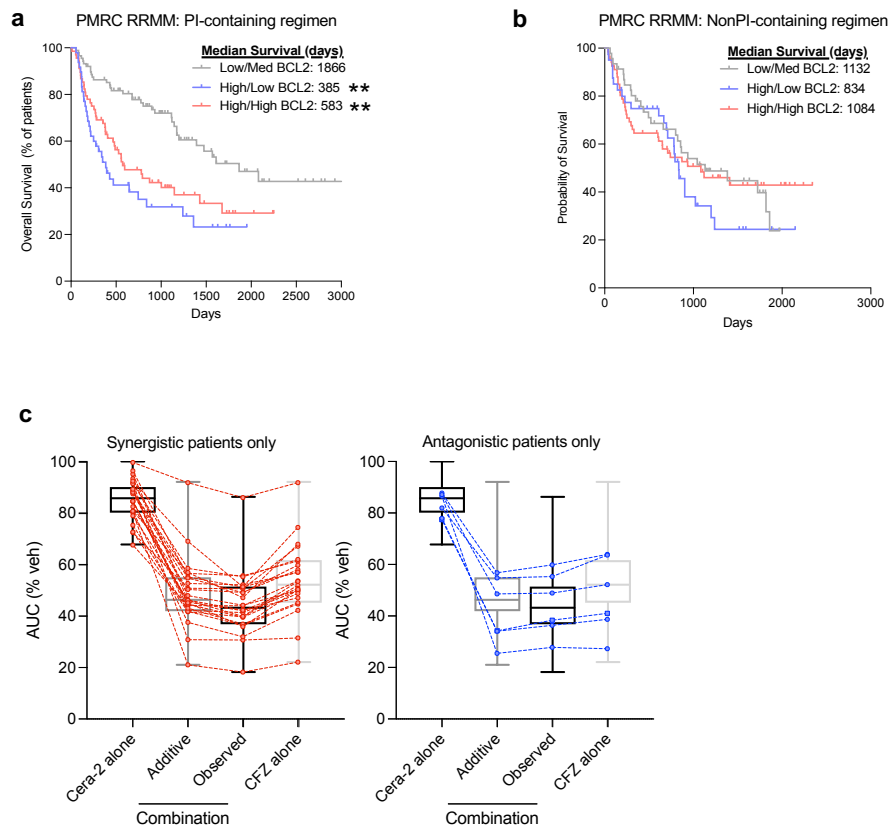 a
PMRC RRMM: PI-containing regimen
Median Survival (days)
Low/Med BCL2: 1866
High/Low BCL2: 385 **
High/High BCL2: 583 **
Overall Survival (% of patients)
100
80
60
40
20
0
0 500 1000 1500 2000 2500 3000
Days
b
PMRC RRMM: NonPI-containing regimen
Median Survival (days)
Low/Med BCL2: 1132
High/Low BCL2: 834
High/High BCL2: 1084
Probability of Survival
100
80
60
40
20
0
0 1000 2000 3000
Days
c
Synergistic patients only
AUC (% veh)
100
80
60
40
20
0
Cera-2 alone
Additive
Observed
CFZ alone
Combination
Antagonistic patients only
AUC (% veh)
100
80
60
40
20
0
Cera-2 alone
Additive
Observed
CFZ alone
Combination